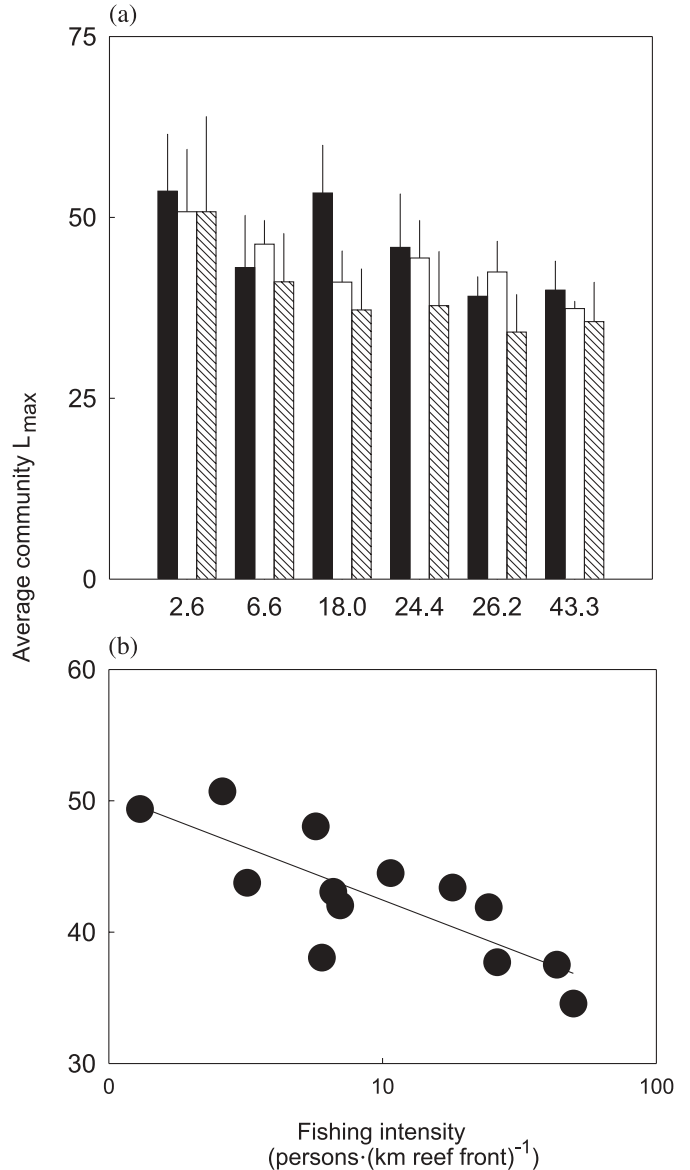 (a)
75
50
25
0
2.6 6.6 18.0 24.4 26.2 43.3
Average community Lmax
(b)
60
50
40
30
0 10 100
Fishing intensity
(persons·(km reef front)⁻¹)